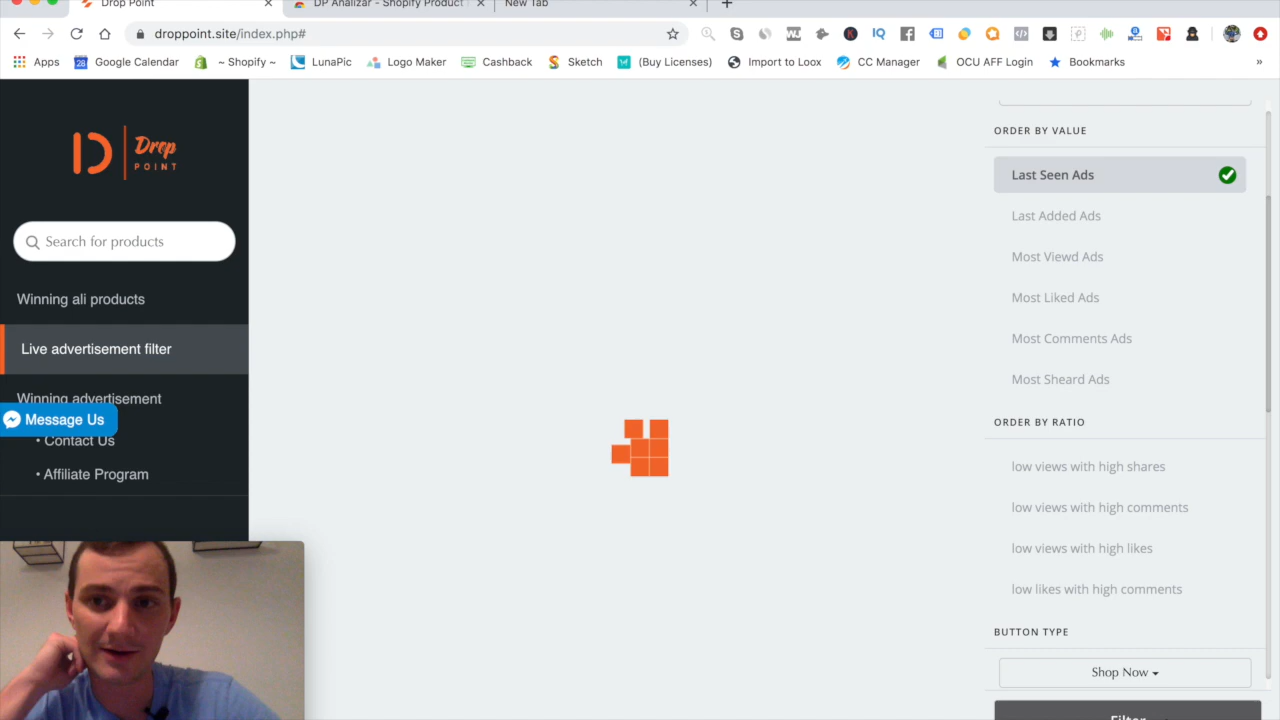 Drop Point
DP Analizar - Shopify Product
New Tab
droppoint.site/index.php#
Apps
Google Calendar
~ Shopify ~
LunaPic
Logo Maker
Cashback
Sketch
(Buy Licenses)
Import to Loox
CC Manager
OCU AFF Login
Bookmarks
»
Drop
POINT
Search for products
Winning ali products
Live advertisement filter
Winning advertisement
Message Us
• Contact Us
• Affiliate Program
ORDER BY VALUE
Last Seen Ads
Last Added Ads
Most Viewd Ads
Most Liked Ads
Most Comments Ads
Most Sheard Ads
ORDER BY RATIO
low views with high shares
low views with high comments
low views with high likes
low likes with high comments
BUTTON TYPE
Shop Now
Filter